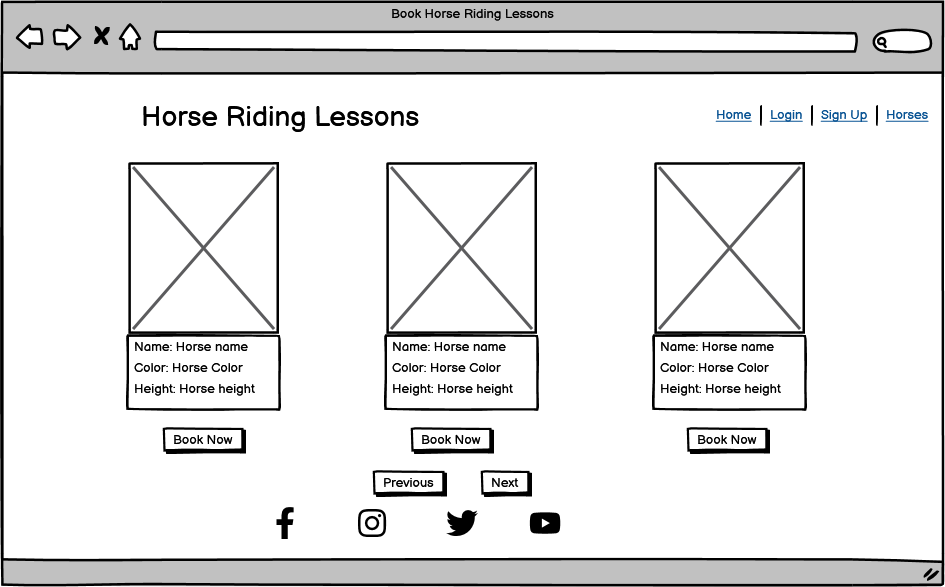 Book Horse Riding Lessons
Horse Riding Lessons
Home Login Sign Up Horses
Name: Horse name
Color: Horse Color
Height: Horse height
Name: Horse name
Color: Horse Color
Height: Horse height
Name: Horse name
Color: Horse Color
Height: Horse height
Book Now
Book Now
Book Now
Previous
Next